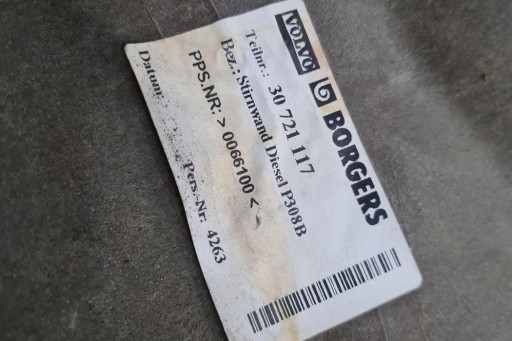 VOLVO BORGERS
Teilnr.: 30 721 117
Bez.: Stirnwand Diesel P308B
PPS.NR: > 0066100 <
Datum: Pers.-Nr: 4263